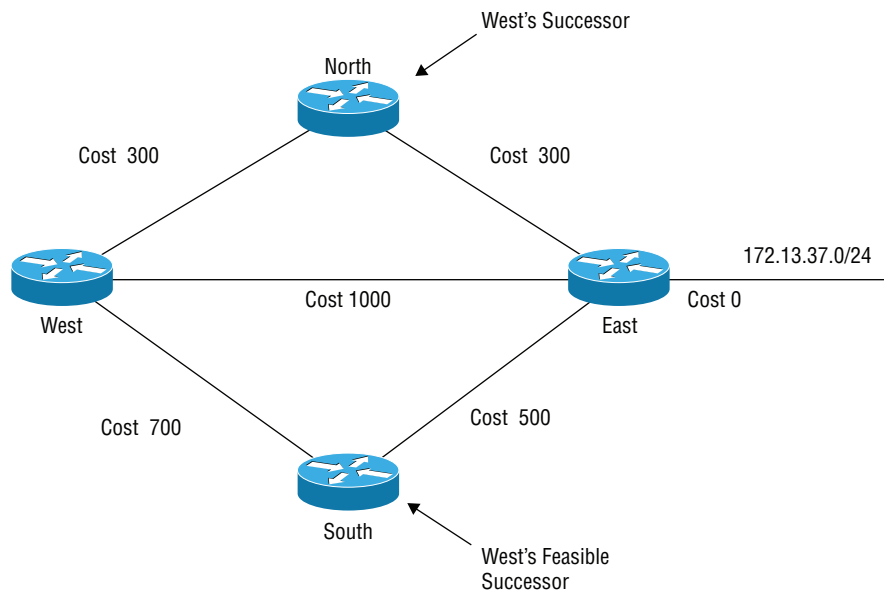 West's Successor
North
Cost 300
Cost 300
172.13.37.0/24
Cost 1000
Cost 0
West
East
Cost 700
Cost 500
South
West's Feasible
Successor